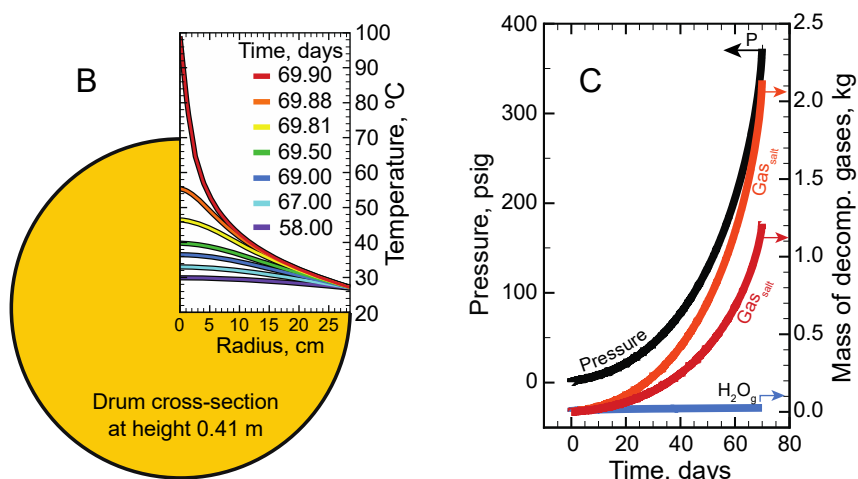 B
Time, days
69.90
69.88
69.81
69.50
69.00
67.00
58.00
100
90
80
70
60
50
40
30
20
Temperature, ºC
0 5 10 15 20 25
Radius, cm
Drum cross-section
at height 0.41 m
C
400
300
200
100
0
Pressure, psig
P
Pressure
Gas salt
Gas salt
H2Og
2.5
2.0
1.5
1.0
0.5
0.0
Mass of decomp. gases, kg
0 20 40 60 80
Time, days